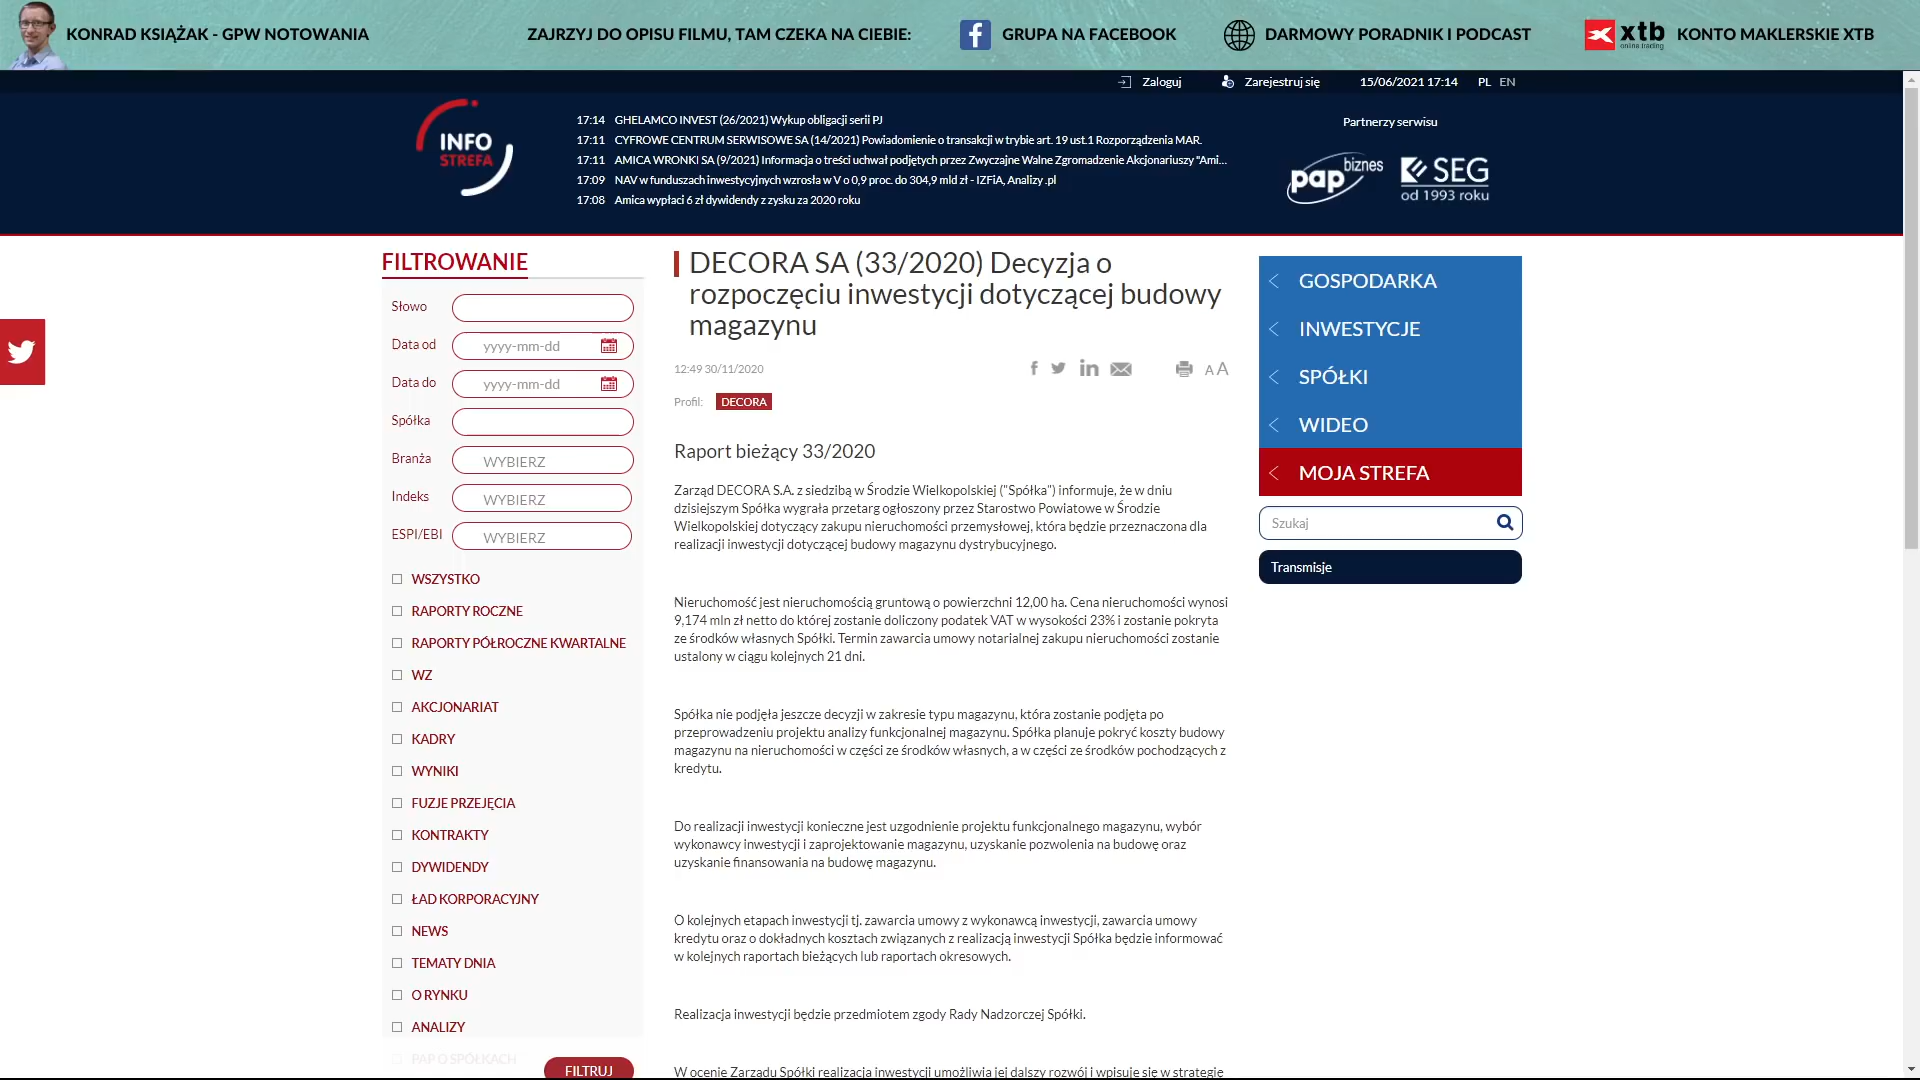 KONRAD KSIĄŻAK - GPW NOTOWANIA
ZAJRZYJ DO OPISU FILMU, TAM CZEKA NA CIEBIE:
GRUPA NA FACEBOOK
DARMOWY PORADNIK I PODCAST
xtb
online trading
KONTO MAKLERSKIE XTB
Zaloguj
Zarejestruj się
15/06/2021 17:14
PL EN
INFO
STREFA
17:14 GHELAMCO INVEST (26/2021) Wykup obligacji serii PJ
17:11 CYFROWE CENTRUM SERWISOWE SA (14/2021) Powiadomienie o transakcji w trybie art. 19 ust.1 Rozporządzenia MAR.
17:11 AMICA WRONKI SA (9/2021) Informacja o treści uchwał podjętych przez Zwyczajne Walne Zgromadzenie Akcjonariuszy "Ami...
17:09 NAV w funduszach inwestycyjnych wzrosła w V o 0,9 proc. do 304,9 mld zł - IZFiA, Analizy .pl
17:08 Amica wypłaci 6 zł dywidendy z zysku za 2020 roku
Partnerzy serwisu
pap biznes
SEG
od 1993 roku
FILTROWANIE
Słowo
Data od yyyy-mm-dd
Data do yyyy-mm-dd
Spółka
Branża WYBIERZ
Indeks WYBIERZ
ESPI/EBI WYBIERZ
WSZYSTKO
RAPORTY ROCZNE
RAPORTY PÓŁROCZNE KWARTALNE
WZ
AKCJONARIAT
KADRY
WYNIKI
FUZJE PRZEJĘCIA
KONTRAKTY
DYWIDENDY
ŁAD KORPORACYJNY
NEWS
TEMATY DNIA
O RYNKU
ANALIZY
PAP O SPÓŁKACH
FILTRUJ
DECORA SA (33/2020) Decyzja o
rozpoczęciu inwestycji dotyczącej budowy
magazynu
12:49 30/11/2020
A A
Profil: DECORA
Raport bieżący 33/2020
Zarząd DECORA S.A. z siedzibą w Środzie Wielkopolskiej ("Spółka") informuje, że w dniu
dzisiejszym Spółka wygrała przetarg ogłoszony przez Starostwo Powiatowe w Środzie
Wielkopolskiej dotyczący zakupu nieruchomości przemysłowej, która będzie przeznaczona dla
realizacji inwestycji dotyczącej budowy magazynu dystrybucyjnego.
Nieruchomość jest nieruchomością gruntową o powierzchni 12,00 ha. Cena nieruchomości wynosi
9,174 mln zł netto do której zostanie doliczony podatek VAT w wysokości 23% i zostanie pokryta
ze środków własnych Spółki. Termin zawarcia umowy notarialnej zakupu nieruchomości zostanie
ustalony w ciągu kolejnych 21 dni.
Spółka nie podjęła jeszcze decyzji w zakresie typu magazynu, która zostanie podjęta po
przeprowadzeniu projektu analizy funkcjonalnej magazynu. Spółka planuje pokryć koszty budowy
magazynu na nieruchomości w części ze środków własnych, a w części ze środków pochodzących z
kredytu.
Do realizacji inwestycji konieczne jest uzgodnienie projektu funkcjonalnego magazynu, wybór
wykonawcy inwestycji i zaprojektowanie magazynu, uzyskanie pozwolenia na budowę oraz
uzyskanie finansowania na budowę magazynu.
O kolejnych etapach inwestycji tj. zawarcia umowy z wykonawcą inwestycji, zawarcia umowy
kredytu oraz o dokładnych kosztach związanych z realizacją inwestycji Spółka będzie informować
w kolejnych raportach bieżących lub raportach okresowych.
Realizacja inwestycji będzie przedmiotem zgody Rady Nadzorczej Spółki.
W ocenie Zarządu Spółki realizacja inwestycji umożliwia jej dalszy rozwój i wpisuje się w strategię
GOSPODARKA
INWESTYCJE
SPÓŁKI
WIDEO
MOJA STREFA
Szukaj
Transmisje